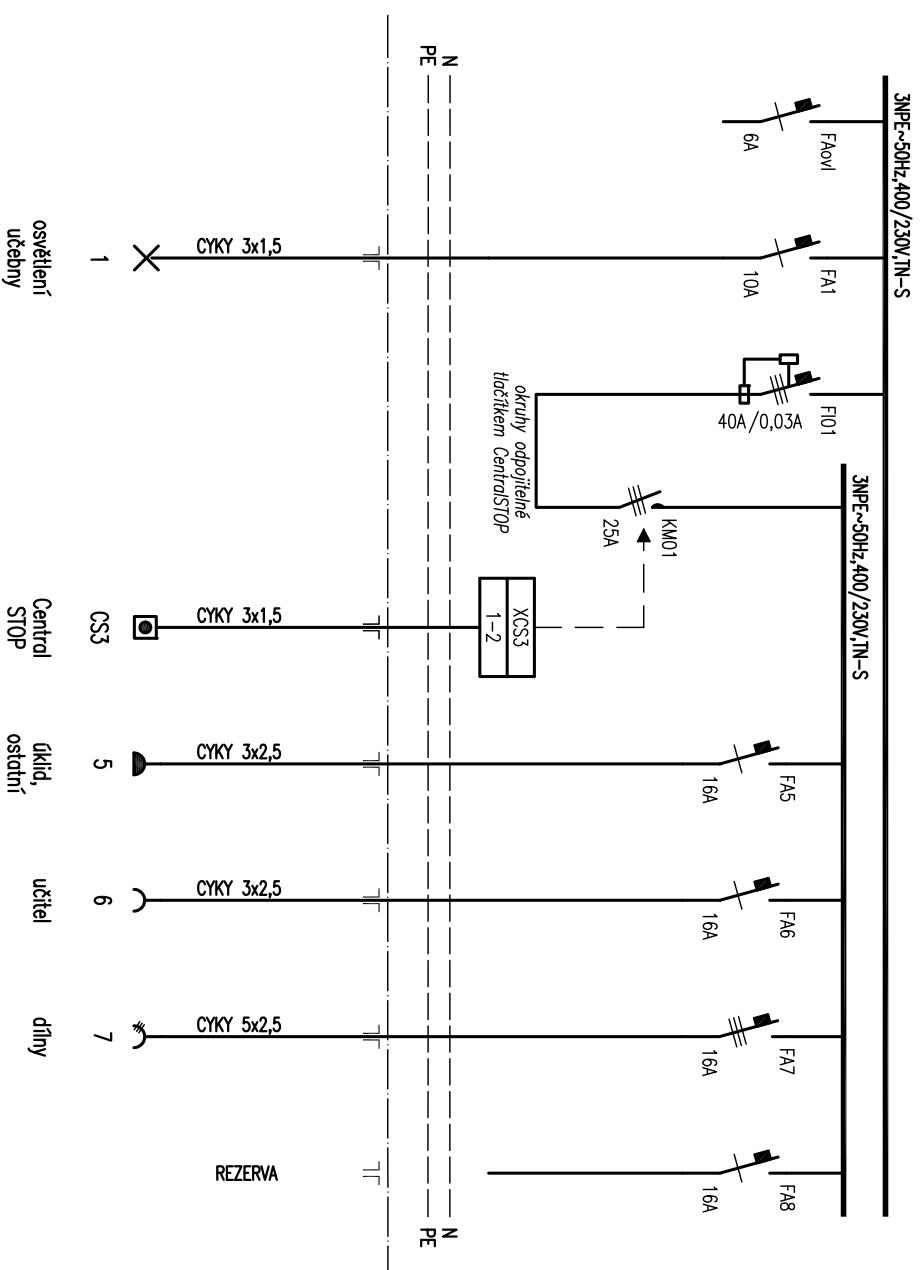 3NPE~50Hz,400/230V,TN-S
3NPE~50Hz,400/230V,TN-S
FAovl
6A
FA1
10A
FI01
40A/0,03A
KM01
25A
okruhy odpojitelné
tlačítkem CentralSTOP
XCS3
1-2
FA5
16A
FA6
16A
FA7
16A
FA8
16A
N
PE
N
PE
CYKY 3x1,5
CYKY 3x1,5
CYKY 3x2,5
CYKY 3x2,5
CYKY 5x2,5
REZERVA
1
osvětlení
učebny
CS3
Central
STOP
5
úklid,
ostatní
6
učitel
7
dílny